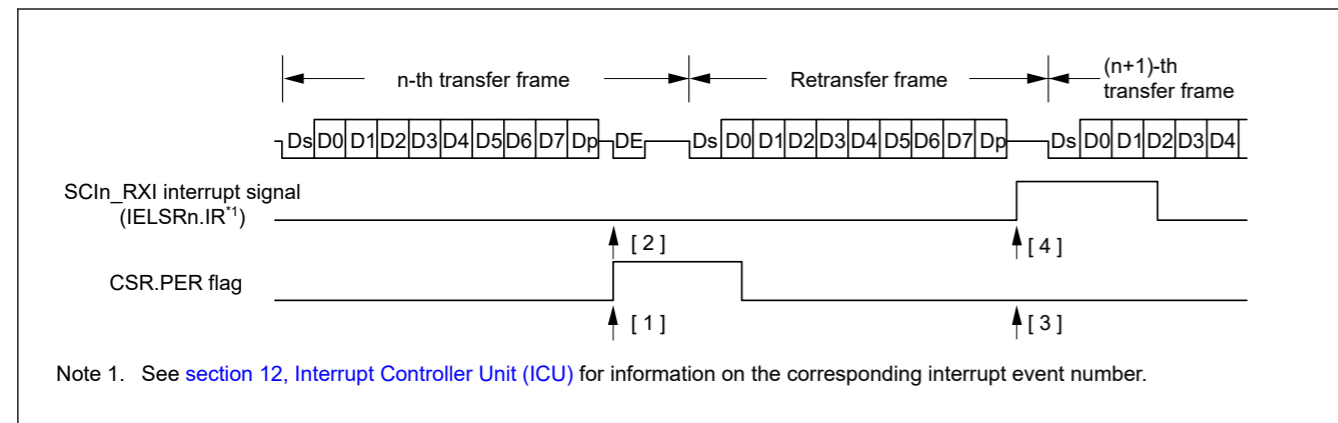 n-th transfer frame Retransfer frame (n+1)-th
transfer frame
Ds D0 D1 D2 D3 D4 D5 D6 D7 Dp DE Ds D0 D1 D2 D3 D4 D5 D6 D7 Dp Ds D0 D1 D2 D3 D4
SCIn_RXI interrupt signal
(IELSRn.IR*1)
[ 2 ] [ 4 ]
CSR.PER flag
[ 1 ] [ 3 ]
Note 1. See section 12, Interrupt Controller Unit (ICU) for information on the corresponding interrupt event number.